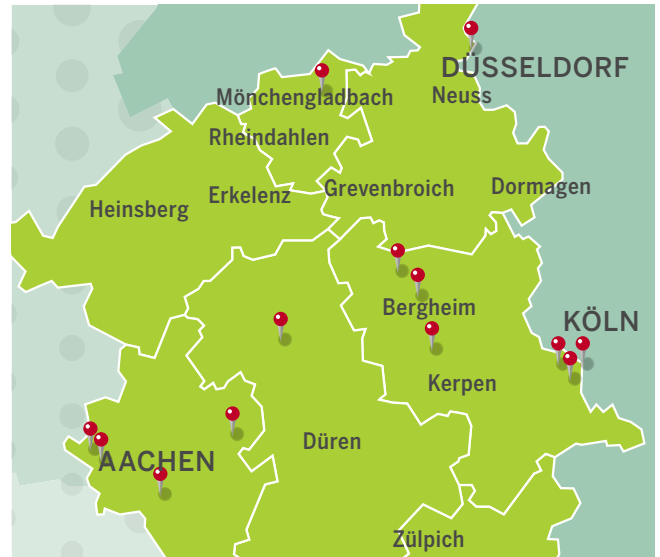 DÜSSELDORF
Mönchengladbach
Neuss
Rheindahlen
Heinsberg
Erkelenz
Grevenbroich
Dormagen
Bergheim
KÖLN
Kerpen
Düren
AACHEN
Zülpich